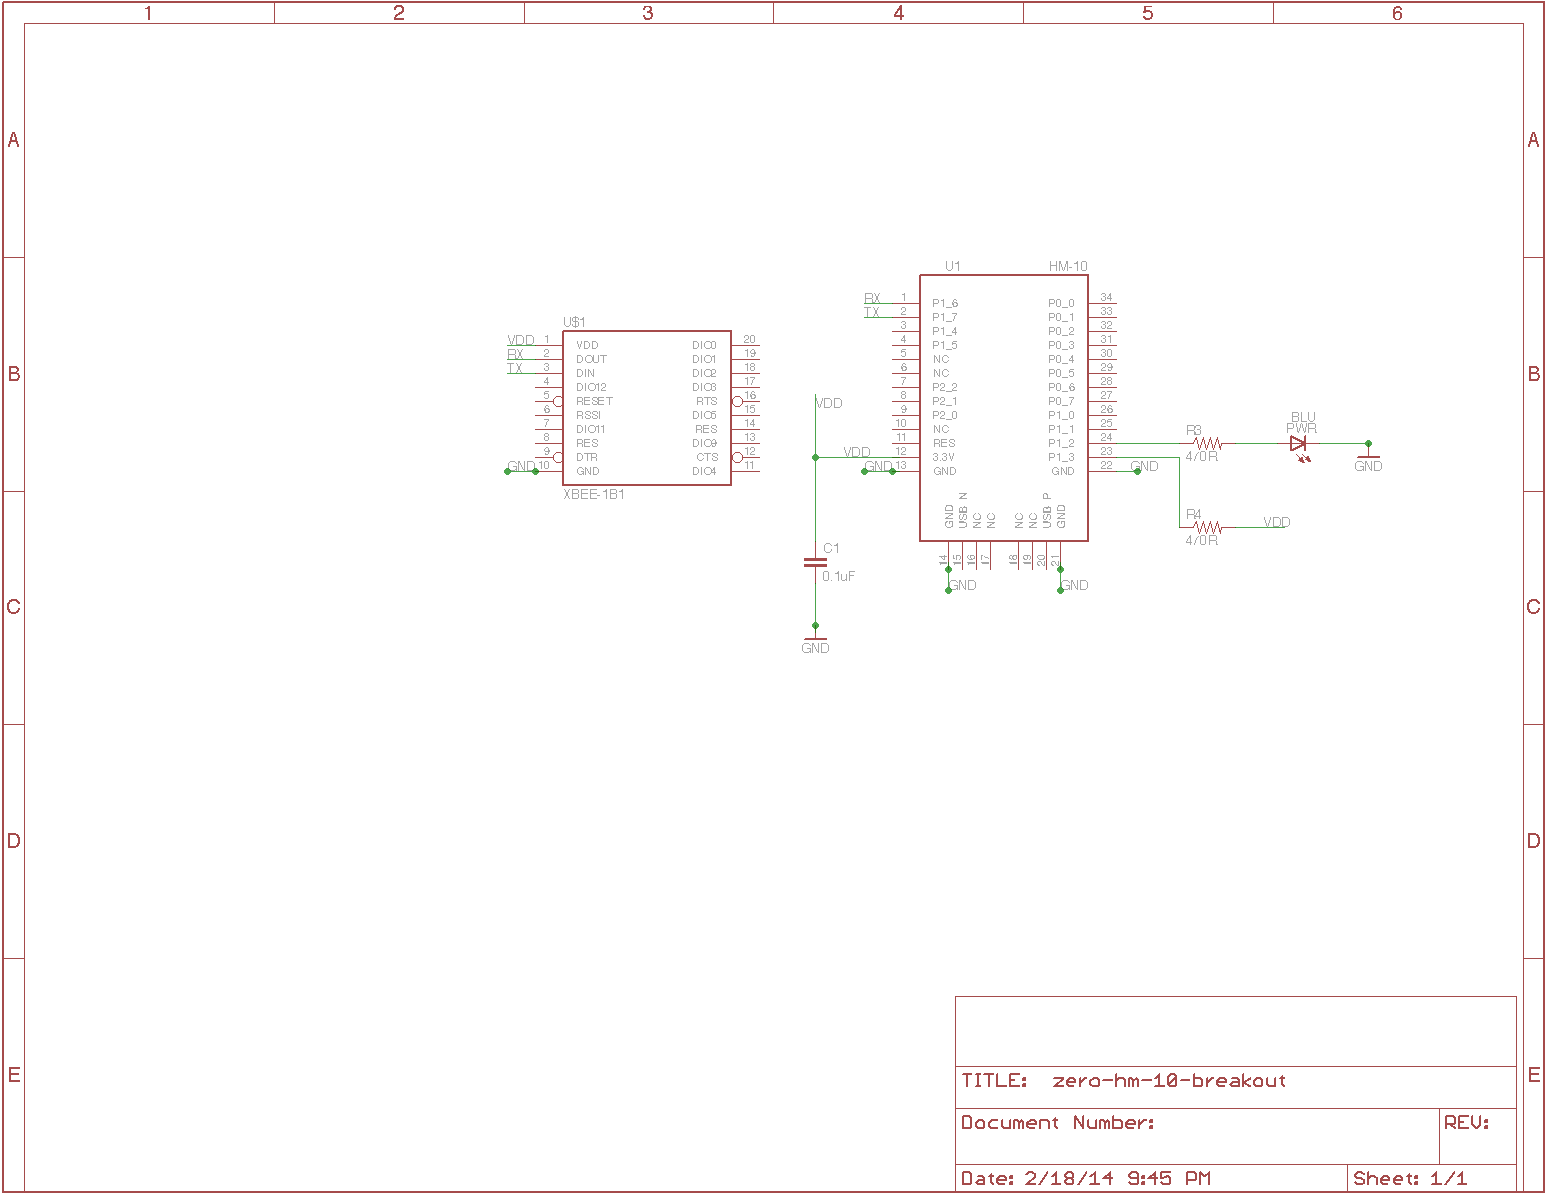 1 2 3 4 5 6
A A
B B
C C
D D
E E
U$1
VDD 1 VDD DIO0 20
RX 2 DOUT DIO1 19
TX 3 DIN DIO2 18
4 DIO12 DIO3 17
5 RESET RTS 16
6 RSSI DIO5 15
7 DIO11 RES 14
8 RES DIO9 13
9 DTR CTS 12
GND 10 GND DIO4 11
XBEE-1B1
VDD
VDD
C1
0.1uF
GND
U1 HM-10
RX 1 P1_6 P0_0 34
TX 2 P1_7 P0_1 33
3 P1_4 P0_2 32
4 P1_5 P0_3 31
5 NC P0_4 30
6 NC P0_5 29
7 P2_2 P0_6 28
8 P2_1 P0_7 27
9 P2_0 P1_0 26
10 NC P1_1 25
11 RES P1_2 24
12 3.3V P1_3 23
GND 13 GND GND 22 GND
GND USB_N NC NC NC NC USB_P GND
14 15 16 17 18 19 20 21
GND GND
R3
470R
BLU
PWR
GND
R4
470R
VDD
TITLE: zero-hm-10-breakout
Document Number: REV:
Date: 2/18/14 9:45 PM Sheet: 1/1